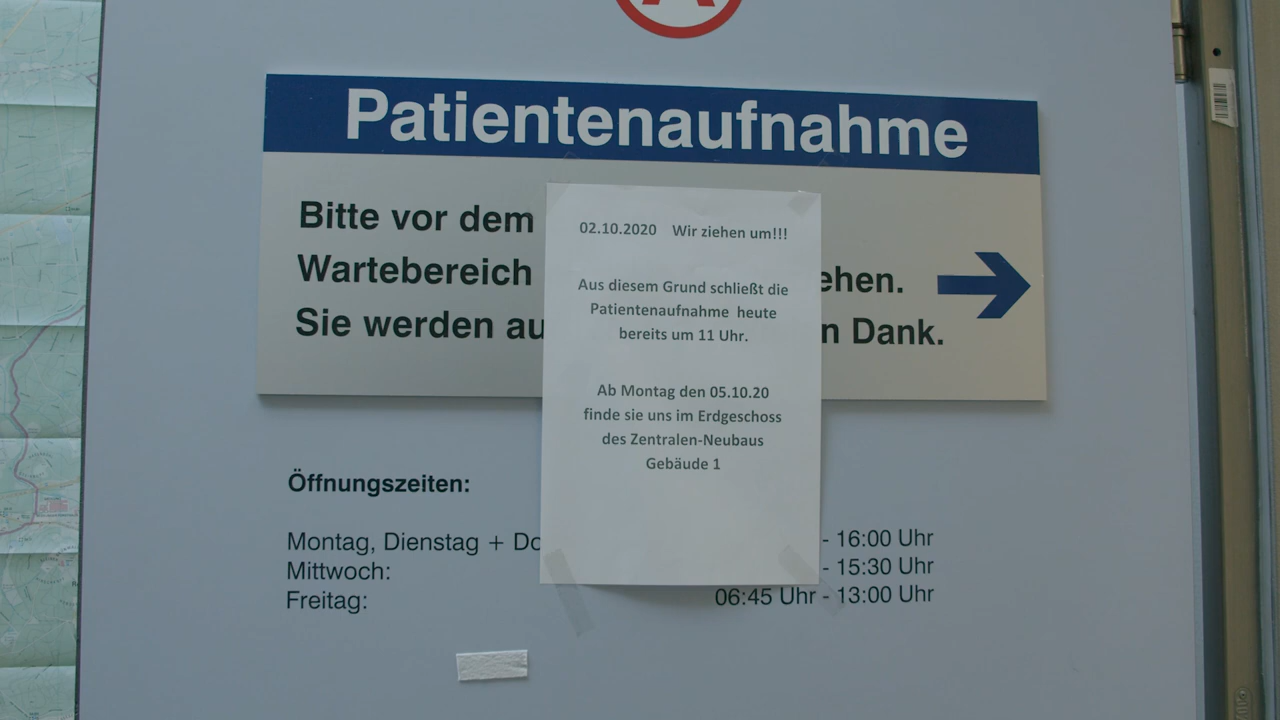 Patientenaufnahme
Bitte vor dem
Wartebereich ehen.
Sie werden au n Dank.
02.10.2020 Wir ziehen um!!!
Aus diesem Grund schließt die
Patientenaufnahme heute
bereits um 11 Uhr.
Ab Montag den 05.10.20
finde sie uns im Erdgeschoss
des Zentralen-Neubaus
Gebäude 1
Öffnungszeiten:
Montag, Dienstag + Do - 16:00 Uhr
Mittwoch: - 15:30 Uhr
Freitag: 06:45 Uhr - 13:00 Uhr